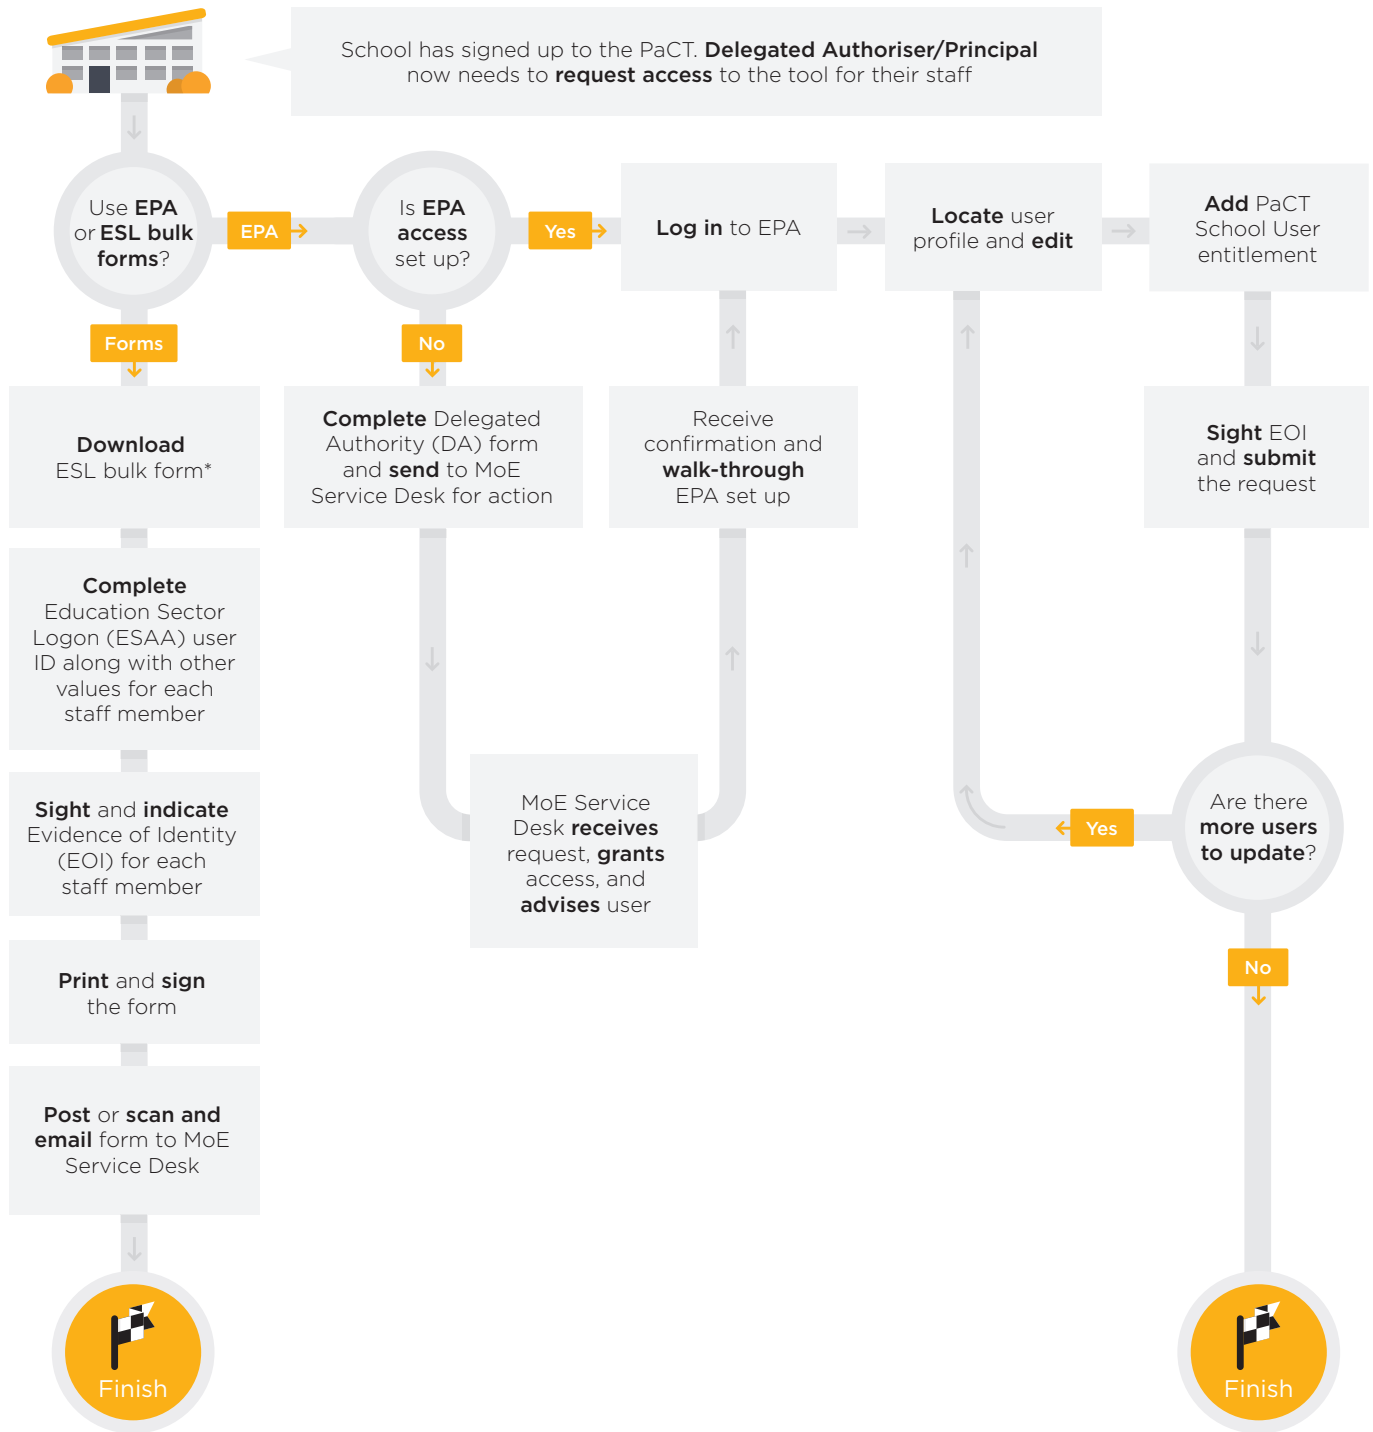 School has signed up to the PaCT. Delegated Authoriser/Principal
now needs to request access to the tool for their staff
Use EPA
or ESL bulk
forms?
EPA
Is EPA
access
set up?
Yes
Log in to EPA
Locate user
profile and edit
Add PaCT
School User
entitlement
Forms
No
Download
ESL bulk form*
Complete Delegated
Authority (DA) form
and send to MoE
Service Desk for action
Receive
confirmation and
walk-through
EPA set up
Sight EOI
and submit
the request
Complete
Education Sector
Logon (ESAA) user
ID along with other
values for each
staff member
Sight and indicate
Evidence of Identity
(EOI) for each
staff member
MoE Service
Desk receives
request, grants
access, and
advises user
Yes
Are there
more users
to update?
Print and sign
the form
No
Post or scan and
email form to MoE
Service Desk
Finish
Finish